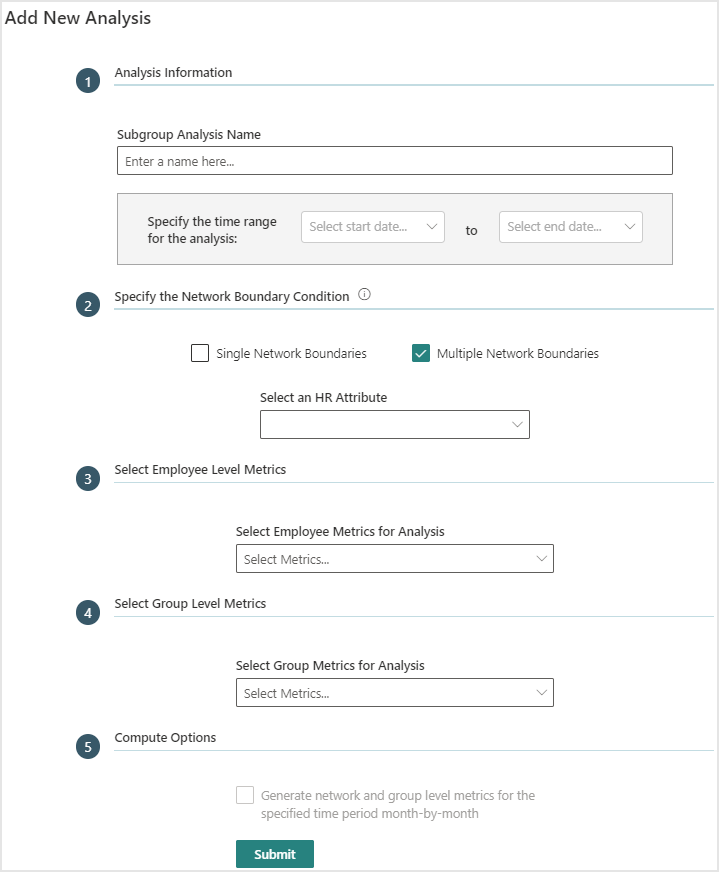 Add New Analysis
1
Analysis Information
Subgroup Analysis Name
Enter a name here...
Specify the time range
for the analysis:
Select start date...
to
Select end date...
2
Specify the Network Boundary Condition
Single Network Boundaries
Multiple Network Boundaries
Select an HR Attribute
3
Select Employee Level Metrics
Select Employee Metrics for Analysis
Select Metrics...
4
Select Group Level Metrics
Select Group Metrics for Analysis
Select Metrics...
5
Compute Options
Generate network and group level metrics for the
specified time period month-by-month
Submit